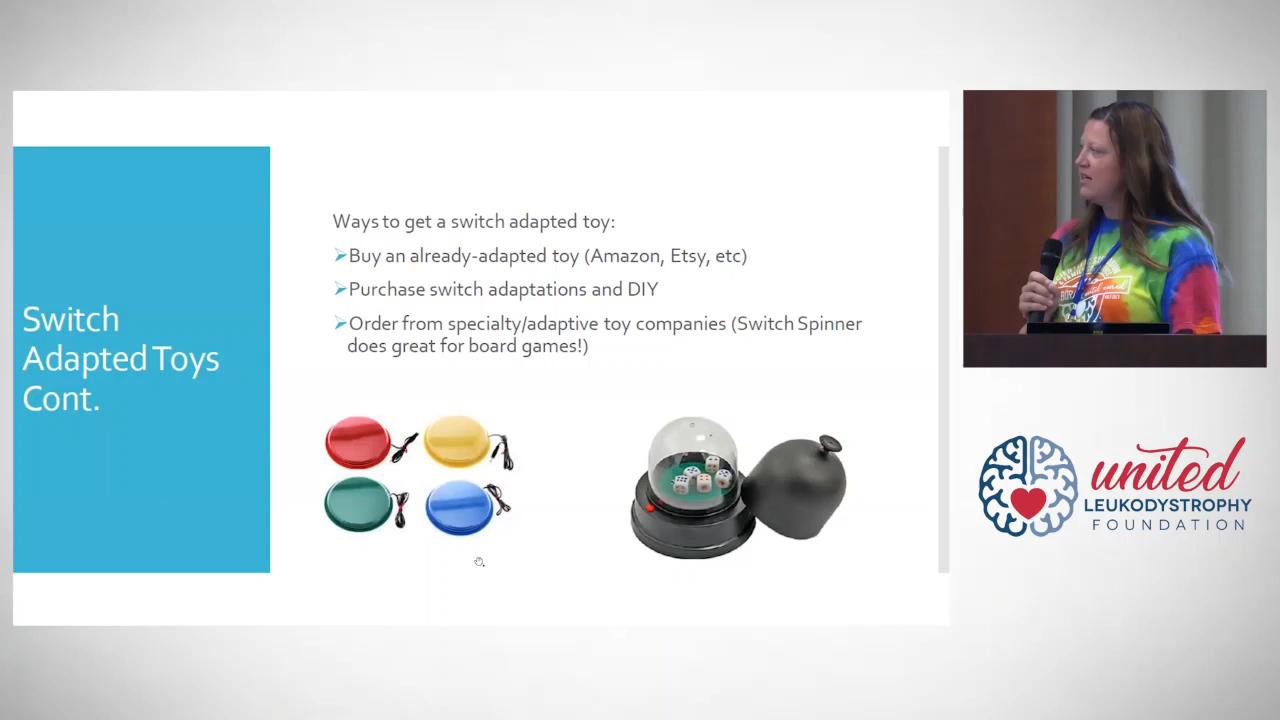 Ways to get a switch adapted toy:
➢Buy an already-adapted toy (Amazon, Etsy, etc)
➢Purchase switch adaptations and DIY
➢Order from specialty/adaptive toy companies (Switch Spinner
does great for board games!)
Switch
Adapted Toys
Cont.
united
LEUKODYSTROPHY
FOUNDATION